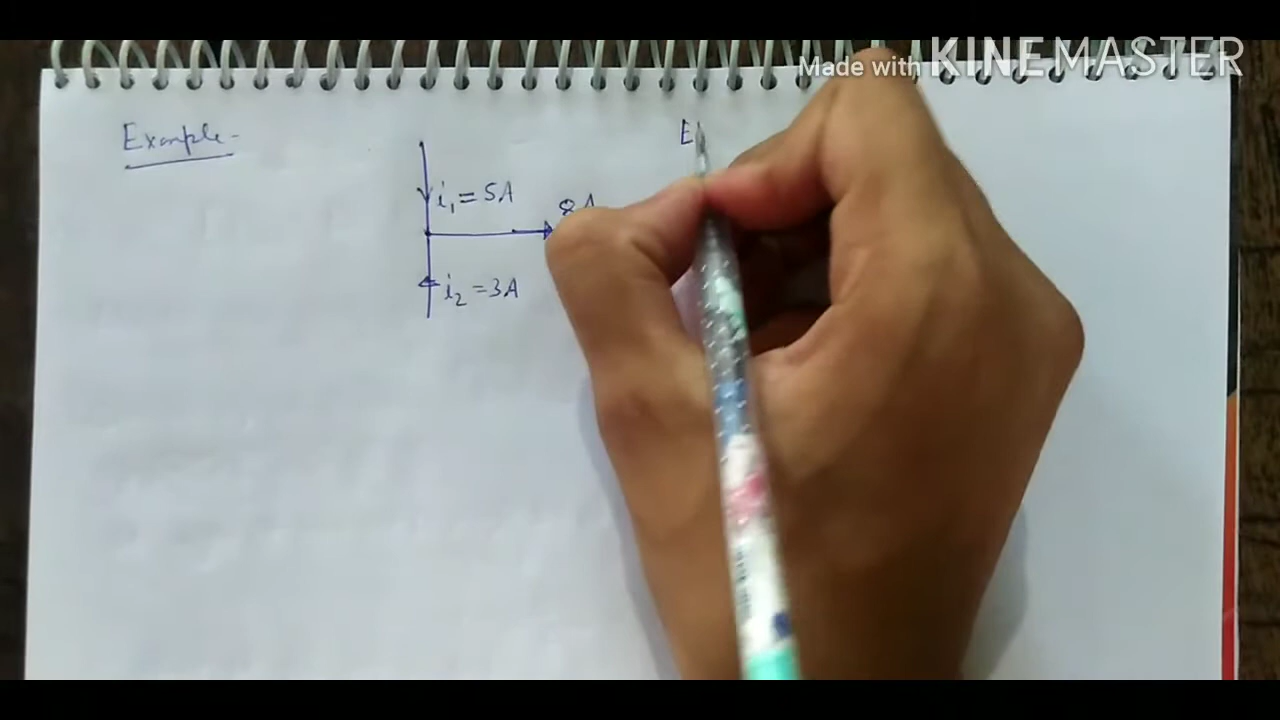 Made with KINEMASTER
Example-
E
i₁ = 5A
8A
i₂ = 3A